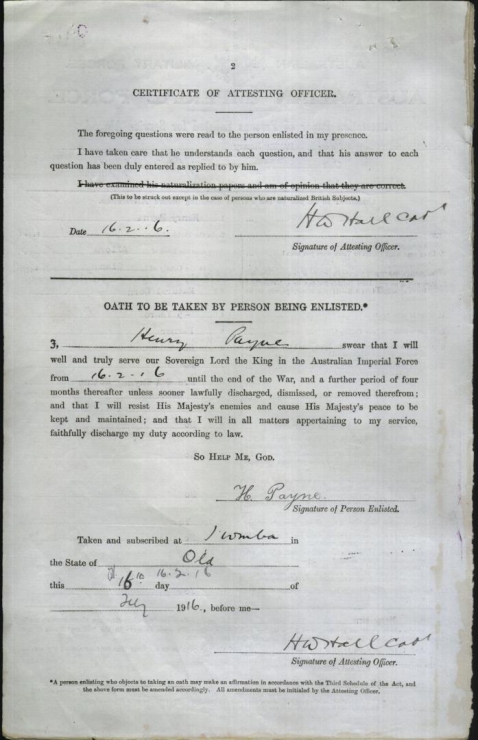 2
CERTIFICATE OF ATTESTING OFFICER.
The foregoing questions were read to the person enlisted in my presence.
I have taken care that he understands each question, and that his answer to each
question has been duly entered as replied to by him.
I have examined his naturalization papers and am of opinion that they are correct.
(This to be struck out except in the case of persons who are naturalized British Subjects.)
HW Hall Capt
Date 16.2.16.
Signature of Attesting Officer.
OATH TO BE TAKEN BY PERSON BEING ENLISTED.*
I, Henry Payne swear that I will
well and truly serve our Sovereign Lord the King in the Australian Imperial Force
from 16.2.16 until the end of the War, and a further period of four
months thereafter unless sooner lawfully discharged, dismissed, or removed therefrom;
and that I will resist His Majesty's enemies and cause His Majesty's peace to be
kept and maintained; and that I will in all matters appertaining to my service,
faithfully discharge my duty according to law.
SO HELP ME, GOD.
H. Payne.
Signature of Person Enlisted.
Taken and subscribed at T'womba in
the State of Qld
16.2.16
this 16th day of
Feby 1916, before me—
HW Hall Capt
Signature of Attesting Officer.
*A person enlisting who objects to taking an oath may make an affirmation in accordance with the Third Schedule of the Act, and
the above form must be amended accordingly. All amendments must be initialed by the Attesting Officer.